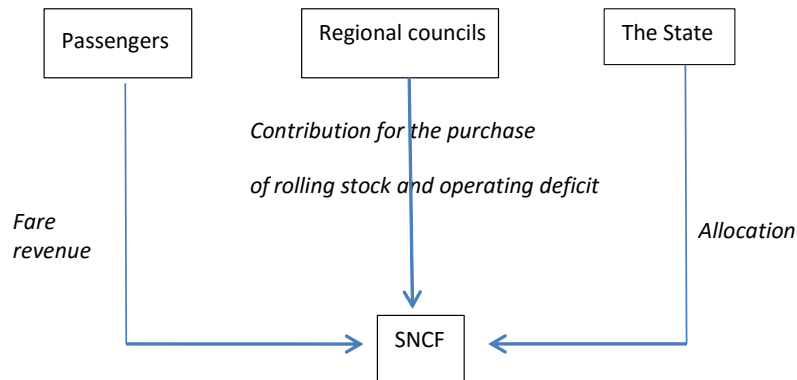 Passengers
Regional councils
The State
Contribution for the purchase
of rolling stock and operating deficit
Fare
revenue
Allocation
SNCF